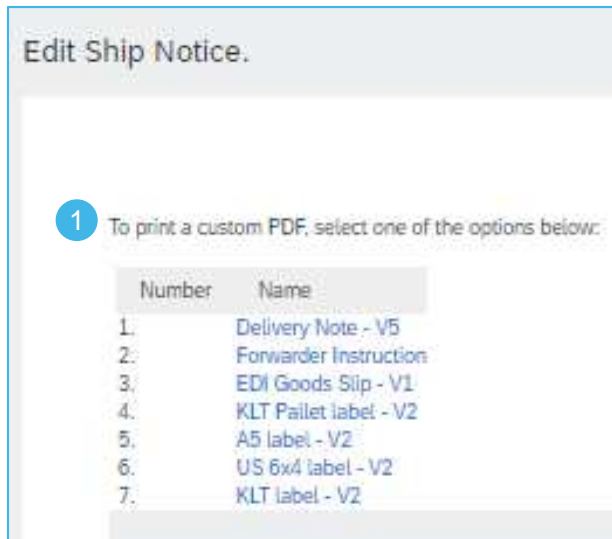 Edit Ship Notice.
1 To print a custom PDF, select one of the options below:
Number Name
1. Delivery Note - V5
2. Forwarder Instruction
3. EDI Goods Slip - V1
4. KLT Pallet label - V2
5. A5 label - V2
6. US 6x4 label - V2
7. KLT label - V2